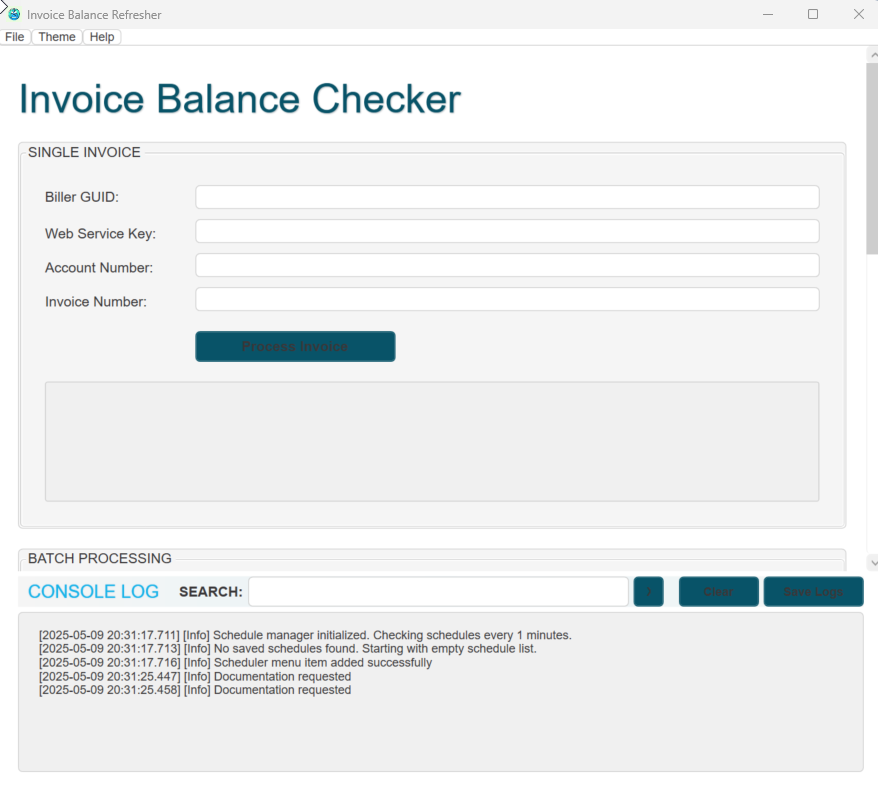 Invoice Balance Refresher
File Theme Help
Invoice Balance Checker
SINGLE INVOICE
Biller GUID:
Web Service Key:
Account Number:
Invoice Number:
Process Invoice
BATCH PROCESSING
CONSOLE LOG SEARCH: Clear Save Logs
[2025-05-09 20:31:17.711] [Info] Schedule manager initialized. Checking schedules every 1 minutes.
[2025-05-09 20:31:17.713] [Info] No saved schedules found. Starting with empty schedule list.
[2025-05-09 20:31:17.716] [Info] Scheduler menu item added successfully
[2025-05-09 20:31:25.447] [Info] Documentation requested
[2025-05-09 20:31:25.458] [Info] Documentation requested